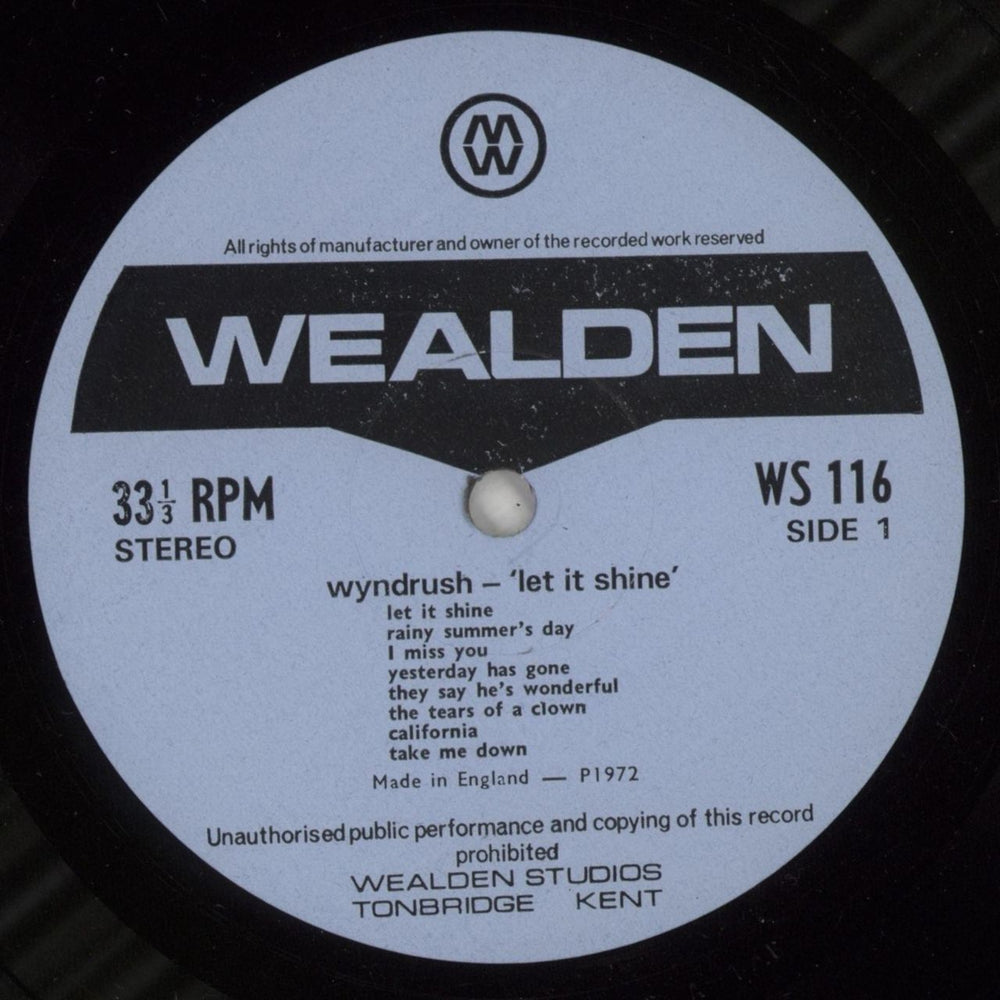 MW
All rights of manufacturer and owner of the recorded work reserved
WEALDEN
33⅓ RPM
STEREO
WS 116
SIDE 1
wyndrush – ‘let it shine’
let it shine
rainy summer's day
I miss you
yesterday has gone
they say he's wonderful
the tears of a clown
california
take me down
Made in England — P1972
Unauthorised public performance and copying of this record
prohibited
WEALDEN STUDIOS
TONBRIDGE KENT